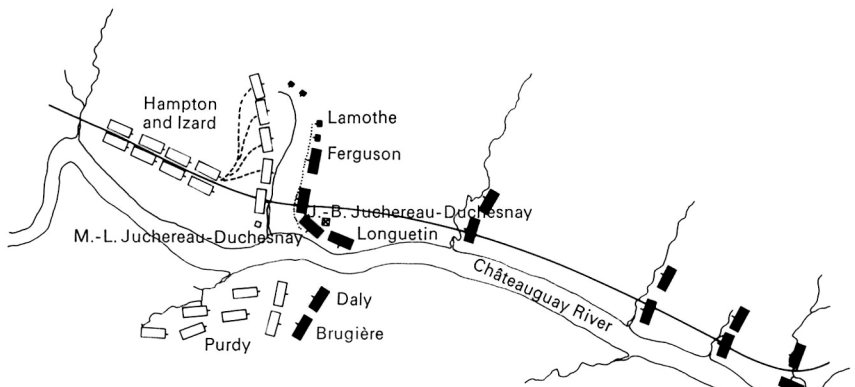 Hampton
and Izard
Lamothe
Ferguson
J.-B. Juchereau-Duchesnay
M.-L. Juchereau-Duchesnay
Longuetin
Châteauguay River
Daly
Brugière
Purdy